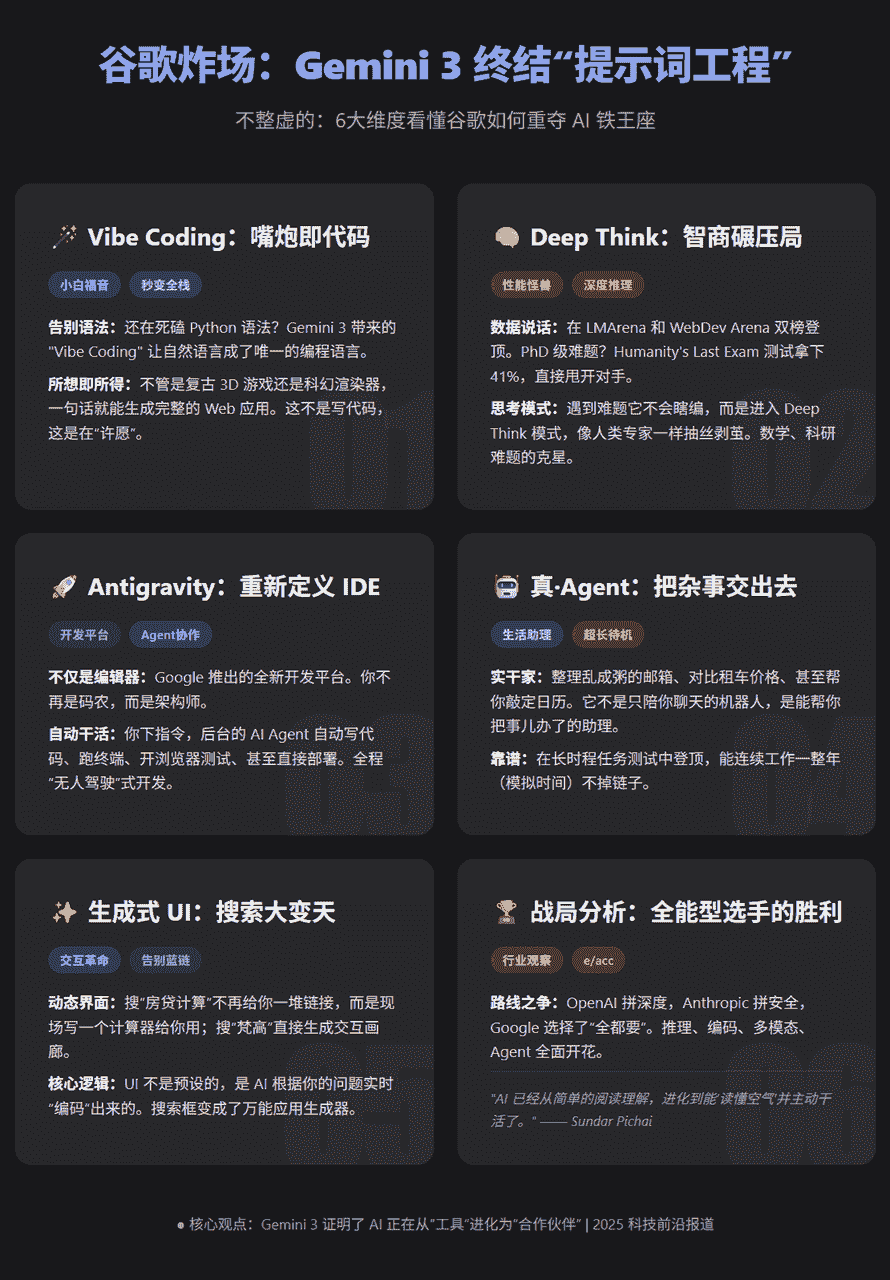 谷歌炸场：Gemini 3 终结“提示词工程”
不整虚的：6大维度看懂谷歌如何重夺 AI 铁王座
Vibe Coding：嘴炮即代码
小白福音
秒变全栈
告别语法：还在死磕 Python 语法？Gemini 3 带来的
"Vibe Coding" 让自然语言成了唯一的编程语言。
所想即所得：不管是复古 3D 游戏还是科幻渲染器，
一句话就能生成完整的 Web 应用。这不是写代码，
这是在“许愿”。
01
Deep Think：智商碾压局
性能怪兽
深度推理
数据说话：在 LMArena 和 WebDev Arena 双榜登
顶。PhD 级难题？Humanity's Last Exam 测试拿下
41%，直接甩开对手。
思考模式：遇到难题它不会瞎编，而是进入 Deep
Think 模式，像人类专家一样抽丝剥茧。数学、科研
难题的克星。
02
Antigravity：重新定义 IDE
开发平台
Agent协作
不仅是编辑器：Google 推出的全新开发平台。你不
再是码农，而是架构师。
自动干活：你下指令，后台的 AI Agent 自动写代
码、跑终端、开浏览器测试、甚至直接部署。全程
“无人驾驶”式开发。
03
真·Agent：把杂事交出去
生活助理
超长待机
实干家：整理乱成粥的邮箱、对比租车价格、甚至帮
你敲定日历。它不是只陪你聊天的机器人，是能帮你
把事儿办了的助理。
靠谱：在长时程任务测试中登顶，能连续工作一整年
（模拟时间）不掉链子。
04
生成式 UI：搜索大变天
交互革命
告别蓝链
动态界面：搜“房贷计算”不再给你一堆链接，而是现
场写一个计算器给你用；搜“梵高”直接生成交互画
廊。
核心逻辑：UI 不是预设的，是 AI 根据你的问题实时
“编码”出来的。搜索框变成了万能应用生成器。
05
战局分析：全能型选手的胜利
行业观察
e/acc
路线之争：OpenAI 拼深度，Anthropic 拼安全，
Google 选择了“全都要”。推理、编码、多模态、
Agent 全面开花。
"AI 已经从简单的阅读理解，进化到能‘读懂空气’并主动干
活了。" —— Sundar Pichai
06
● 核心观点：Gemini 3 证明了 AI 正在从“工具”进化为“合作伙伴” | 2025 科技前沿报道